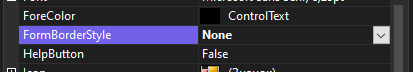 ForeColor ControlText
FormBorderStyle None
HelpButton False